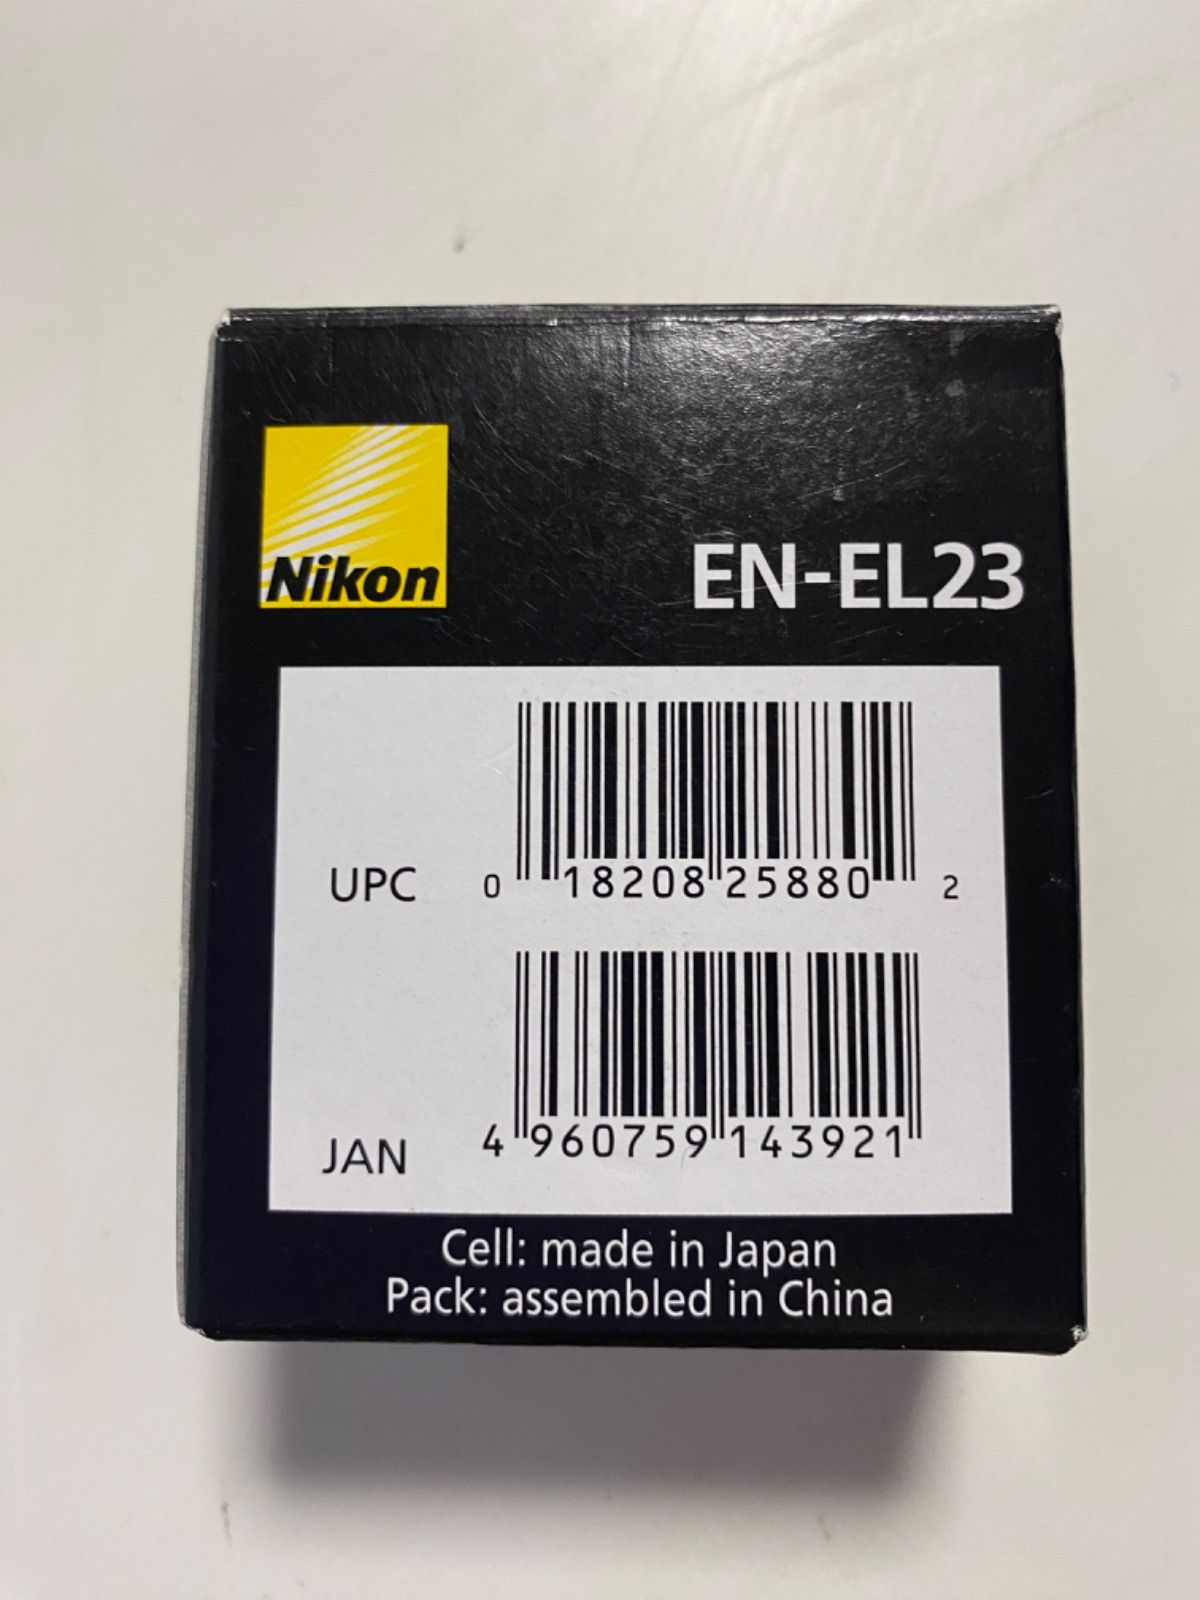 Nikon
EN-EL23
UPC 0 18208 25880 2
JAN 4 960759 143921
Cell: made in Japan
Pack: assembled in China